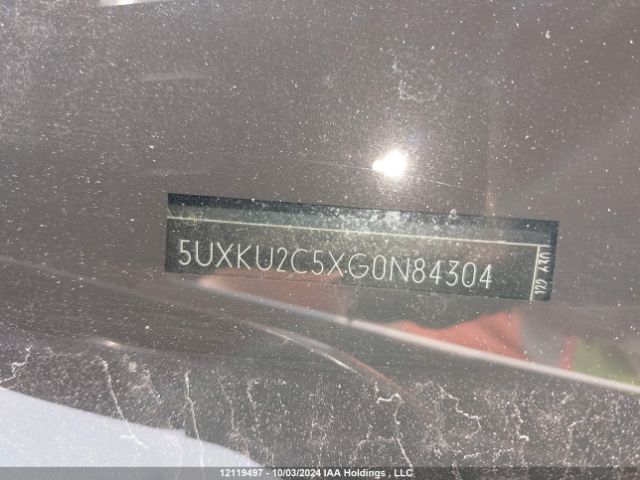 5UXKU2C5XG0N84304
12119497 - 10/03/2024 IAA Holdings , LLC